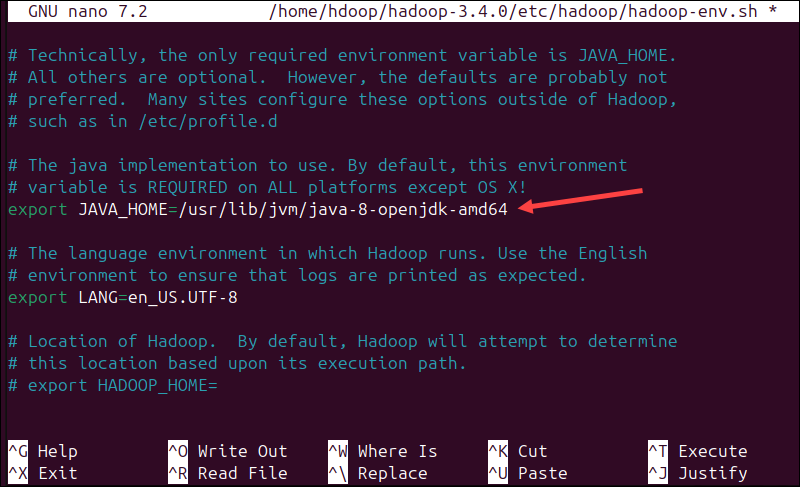 GNU nano 7.2 /home/hdoop/hadoop-3.4.0/etc/hadoop/hadoop-env.sh *
# Technically, the only required environment variable is JAVA_HOME.
# All others are optional.  However, the defaults are probably not
# preferred.  Many sites configure these options outside of Hadoop,
# such as in /etc/profile.d
# The java implementation to use. By default, this environment
# variable is REQUIRED on ALL platforms except OS X!
export JAVA_HOME=/usr/lib/jvm/java-8-openjdk-amd64
# The language environment in which Hadoop runs. Use the English
# environment to ensure that logs are printed as expected.
export LANG=en_US.UTF-8
# Location of Hadoop.  By default, Hadoop will attempt to determine
# this location based upon its execution path.
# export HADOOP_HOME=
^G Help ^O Write Out ^W Where Is ^K Cut ^T Execute
^X Exit ^R Read File ^\ Replace ^U Paste ^J Justify